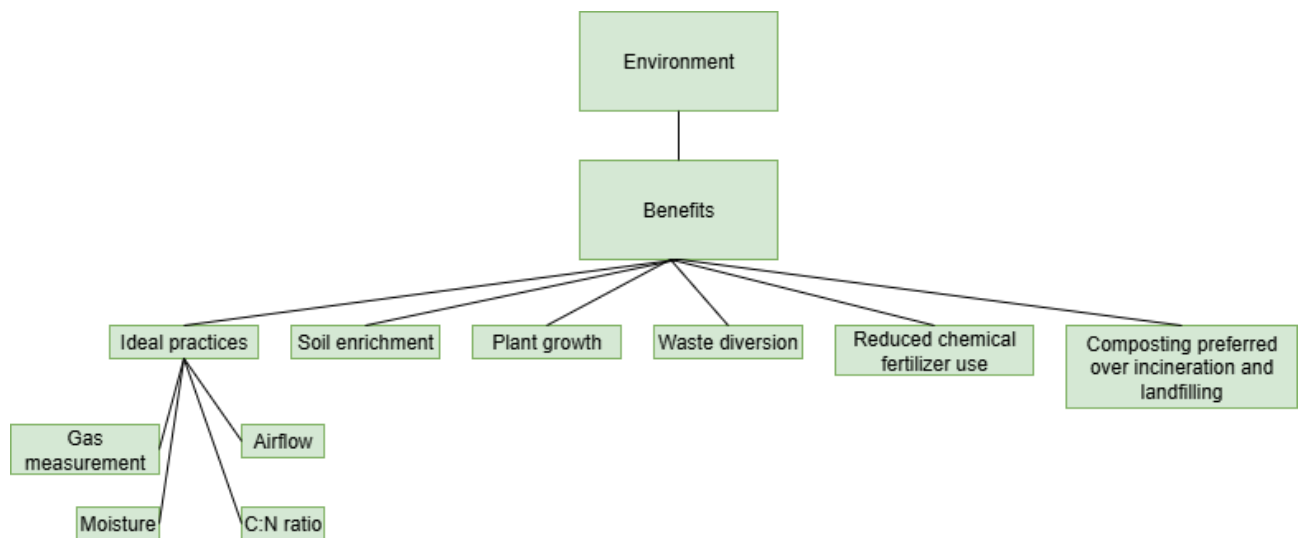 Environment
Benefits
Ideal practices
Soil enrichment
Plant growth
Waste diversion
Reduced chemical
fertilizer use
Composting preferred
over incineration and
landfilling
Gas
measurement
Airflow
Moisture
C:N ratio